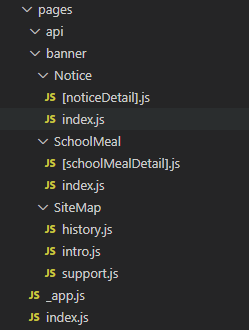 pages
api
banner
Notice
JS [noticeDetail].js
JS index.js
SchoolMeal
JS [schoolMealDetail].js
JS index.js
SiteMap
JS history.js
JS intro.js
JS support.js
JS _app.js
JS index.js